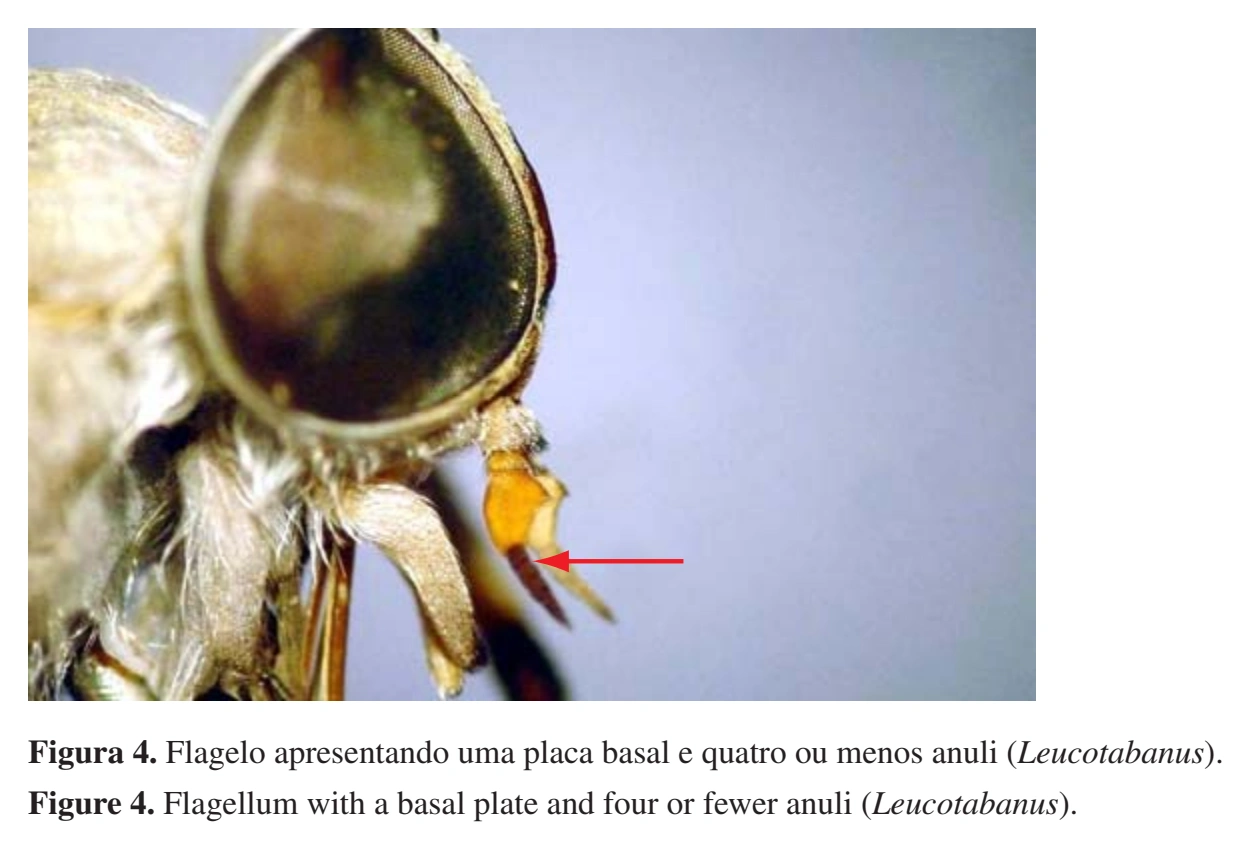 Figura 4. Flagelo apresentando uma placa basal e quatro ou menos anuli (Leucotabanus).
Figure 4. Flagellum with a basal plate and four or fewer anuli (Leucotabanus).